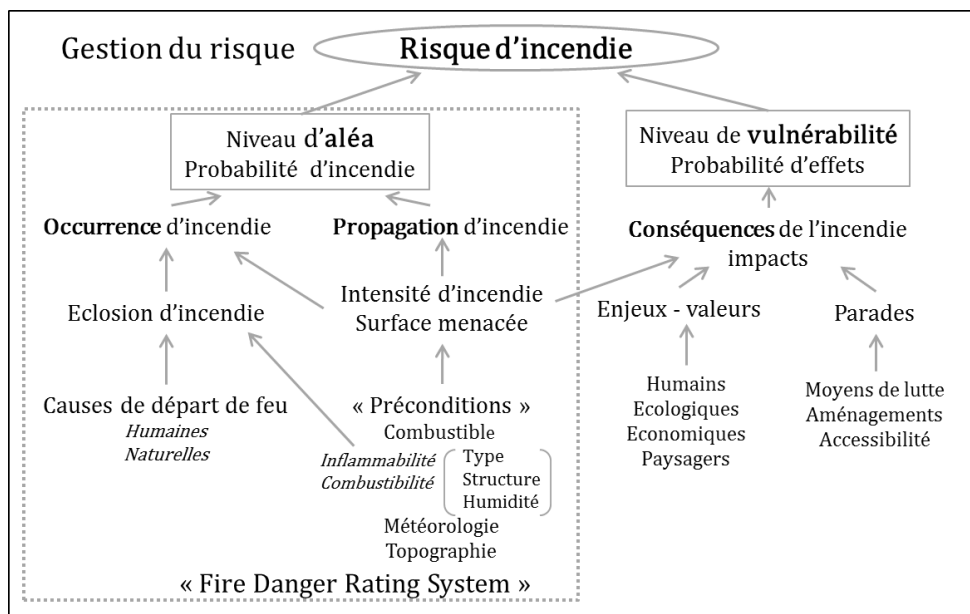 Gestion du risque
Risque d’incendie
Niveau d’aléa
Probabilité d’incendie
Niveau de vulnérabilité
Probabilité d’effets
Occurrence d’incendie
Propagation d’incendie
Conséquences de l’incendie
impacts
Eclosion d’incendie
Intensité d’incendie
Surface menacée
Enjeux - valeurs
Parades
Causes de départ de feu
Humaines
Naturelles
« Préconditions »
Combustible
Inflammabilité
Combustibilité
Type
Structure
Humidité
Météorologie
Topographie
Humains
Ecologiques
Economiques
Paysagers
Moyens de lutte
Aménagements
Accessibilité
« Fire Danger Rating System »